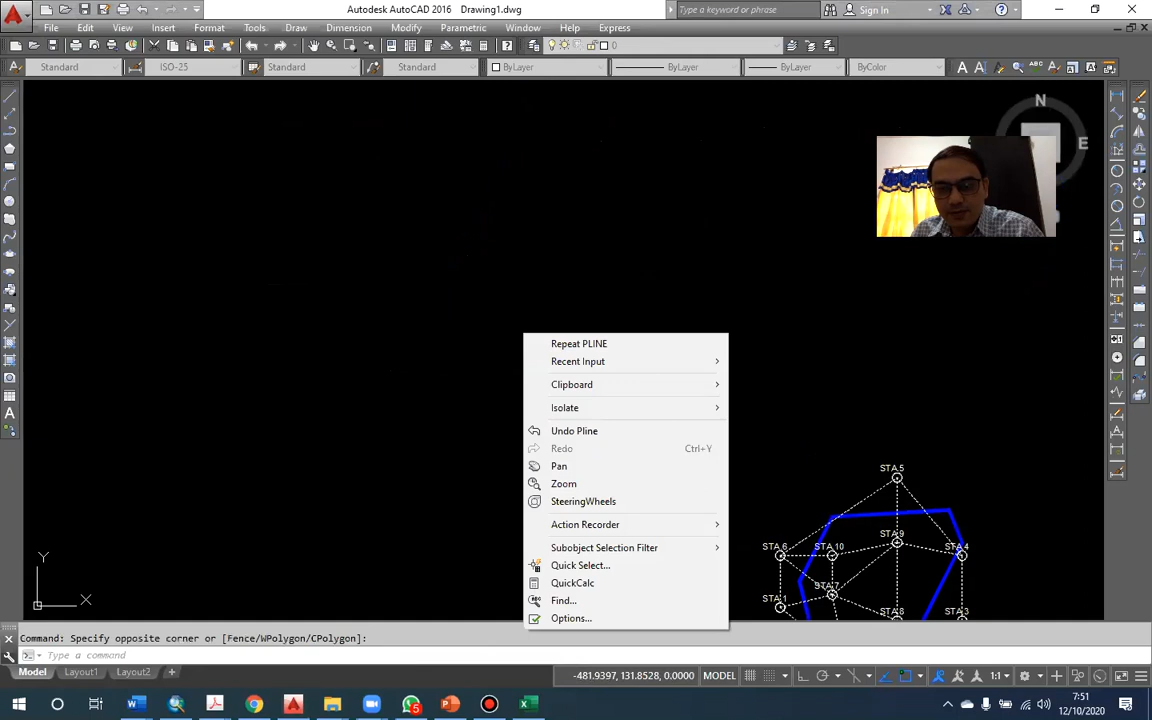 Autodesk AutoCAD 2016 Drawing1.dwg
Type a keyword or phrase
Sign In
File Edit View Insert Format Tools Draw Dimension Modify Parametric Window Help Express
0
Standard ISO-25 Standard Standard ByLayer ByLayer ByLayer ByColor
N
E
Repeat PLINE
Recent Input
Clipboard
Isolate
Undo Pline
Redo Ctrl+Y
Pan
Zoom
SteeringWheels
Action Recorder
Subobject Selection Filter
Quick Select...
QuickCalc
Find...
Options...
STA.5
STA.9
STA.6 STA.10 STA.4
STA.7
STA.1 STA.8 STA.3
Y
X
Command: Specify opposite corner or [Fence/WPolygon/CPolygon]:
Type a command
Model Layout1 Layout2 +
-481.9397, 131.8528, 0.0000 MODEL 1:1
5
7:51
12/10/2020